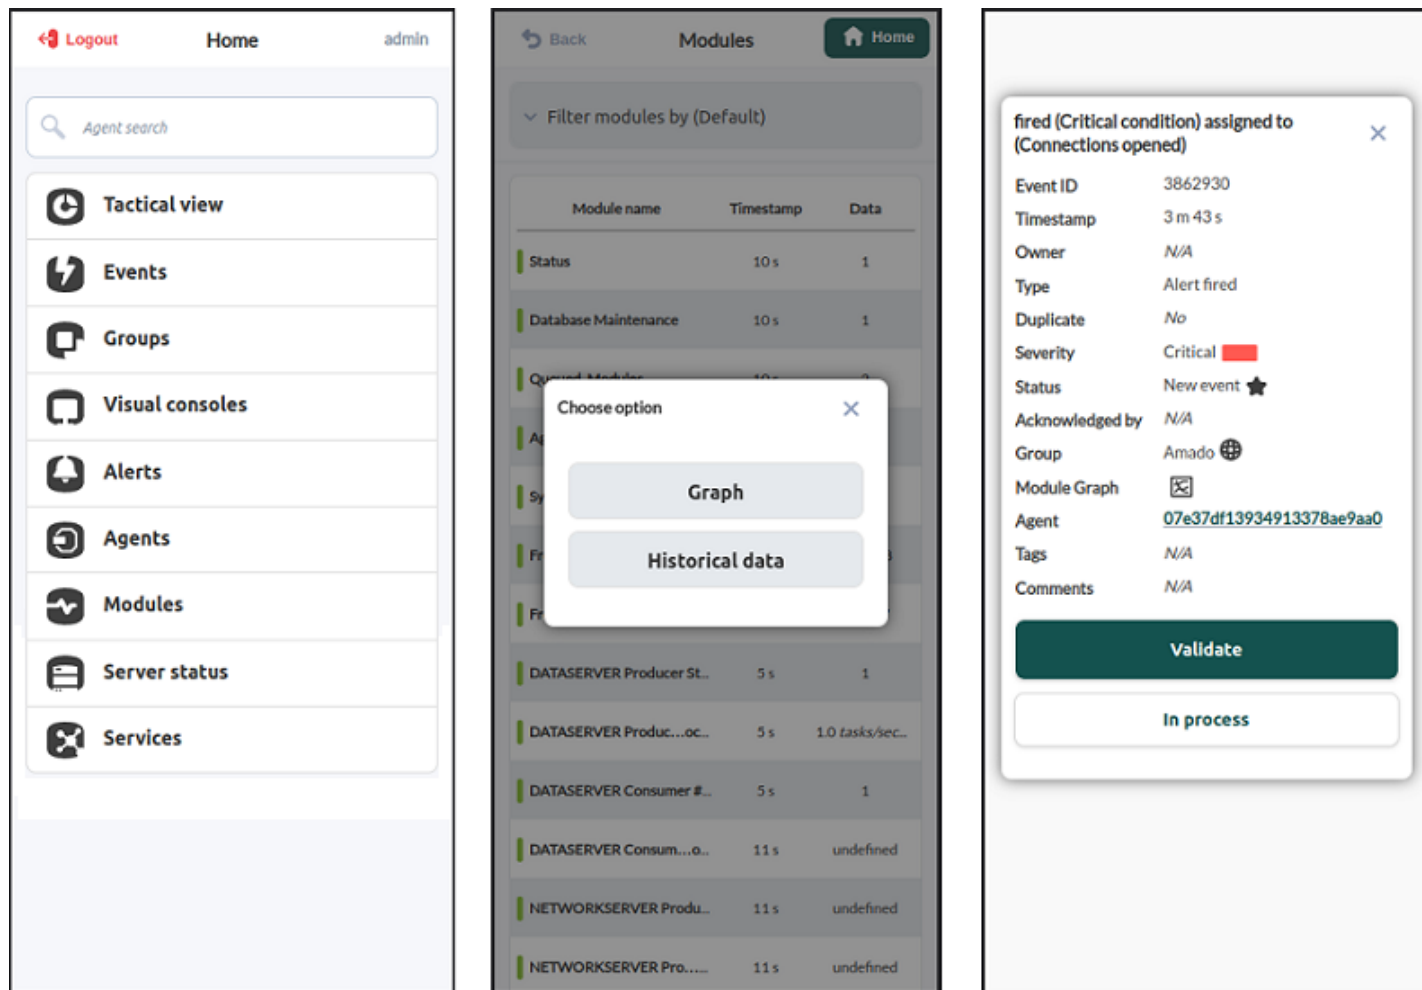 Logout Home admin
Agent search
Tactical view
Events
Groups
Visual consoles
Alerts
Agents
Modules
Server status
Services
Back Modules Home
Filter modules by (Default)
Module name Timestamp Data
Status 10 s 1
Database Maintenance 10 s 1
Choose option
Graph
Historical data
DATASERVER Producer St... 5 s 1
DATASERVER Produc...oc... 5 s 1.0 tasks/sec...
DATASERVER Consumer #... 5 s 1
DATASERVER Consum...o... 11 s undefined
NETWORKSERVER Produ... 11 s undefined
NETWORKSERVER Pro...... 11 s undefined
fired (Critical condition) assigned to
(Connections opened)
Event ID 3862930
Timestamp 3 m 43 s
Owner N/A
Type Alert fired
Duplicate No
Severity Critical
Status New event
Acknowledged by N/A
Group Amado
Module Graph
Agent 07e37df13934913378ae9aa0
Tags N/A
Comments N/A
Validate
In process